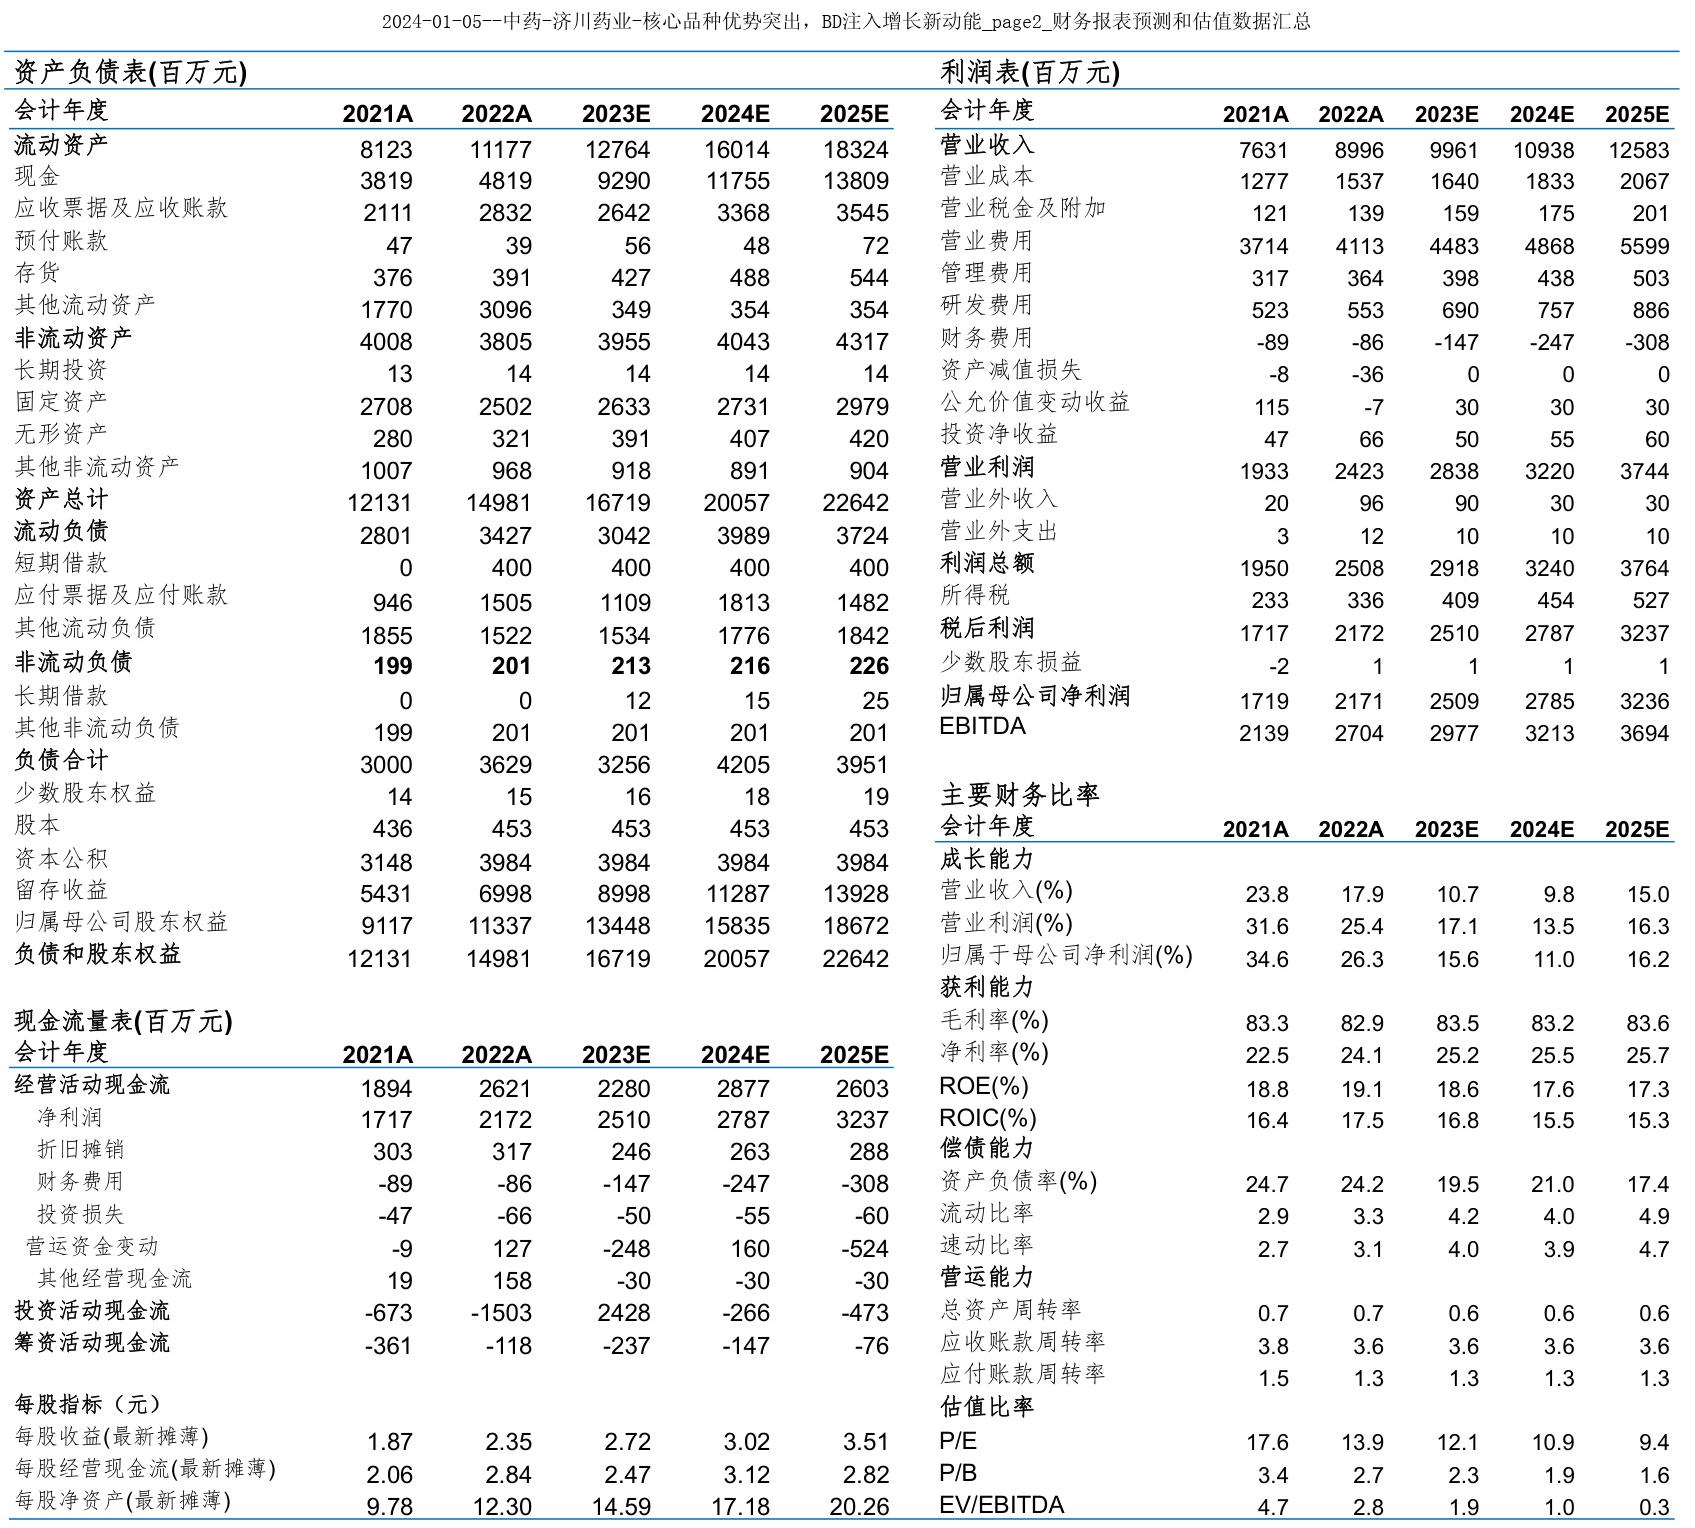 2024-01-05--中药-济川药业-核心品种优势突出，BD注入增长新动能_page2_财务报表预测和估值数据汇总
资产负债表(百万元)
会计年度 2021A 2022A 2023E 2024E 2025E
流动资产 8123 11177 12764 16014 18324
现金 3819 4819 9290 11755 13809
应收票据及应收账款 2111 2832 2642 3368 3545
预付账款 47 39 56 48 72
存货 376 391 427 488 544
其他流动资产 1770 3096 349 354 354
非流动资产 4008 3805 3955 4043 4317
长期投资 13 14 14 14 14
固定资产 2708 2502 2633 2731 2979
无形资产 280 321 391 407 420
其他非流动资产 1007 968 918 891 904
资产总计 12131 14981 16719 20057 22642
流动负债 2801 3427 3042 3989 3724
短期借款 0 400 400 400 400
应付票据及应付账款 946 1505 1109 1813 1482
其他流动负债 1855 1522 1534 1776 1842
非流动负债 199 201 213 216 226
长期借款 0 0 12 15 25
其他非流动负债 199 201 201 201 201
负债合计 3000 3629 3256 4205 3951
少数股东权益 14 15 16 18 19
股本 436 453 453 453 453
资本公积 3148 3984 3984 3984 3984
留存收益 5431 6998 8998 11287 13928
归属母公司股东权益 9117 11337 13448 15835 18672
负债和股东权益 12131 14981 16719 20057 22642
现金流量表(百万元)
会计年度 2021A 2022A 2023E 2024E 2025E
经营活动现金流 1894 2621 2280 2877 2603
净利润 1717 2172 2510 2787 3237
折旧摊销 303 317 246 263 288
财务费用 -89 -86 -147 -247 -308
投资损失 -47 -66 -50 -55 -60
营运资金变动 -9 127 -248 160 -524
其他经营现金流 19 158 -30 -30 -30
投资活动现金流 -673 -1503 2428 -266 -473
筹资活动现金流 -361 -118 -237 -147 -76
每股指标（元）
每股收益(最新摊薄) 1.87 2.35 2.72 3.02 3.51
每股经营现金流(最新摊薄) 2.06 2.84 2.47 3.12 2.82
每股净资产(最新摊薄) 9.78 12.30 14.59 17.18 20.26
利润表(百万元)
会计年度 2021A 2022A 2023E 2024E 2025E
营业收入 7631 8996 9961 10938 12583
营业成本 1277 1537 1640 1833 2067
营业税金及附加 121 139 159 175 201
营业费用 3714 4113 4483 4868 5599
管理费用 317 364 398 438 503
研发费用 523 553 690 757 886
财务费用 -89 -86 -147 -247 -308
资产减值损失 -8 -36 0 0 0
公允价值变动收益 115 -7 30 30 30
投资净收益 47 66 50 55 60
营业利润 1933 2423 2838 3220 3744
营业外收入 20 96 90 30 30
营业外支出 3 12 10 10 10
利润总额 1950 2508 2918 3240 3764
所得税 233 336 409 454 527
税后利润 1717 2172 2510 2787 3237
少数股东损益 -2 1 1 1 1
归属母公司净利润 1719 2171 2509 2785 3236
EBITDA 2139 2704 2977 3213 3694
主要财务比率
会计年度 2021A 2022A 2023E 2024E 2025E
成长能力
营业收入(%) 23.8 17.9 10.7 9.8 15.0
营业利润(%) 31.6 25.4 17.1 13.5 16.3
归属于母公司净利润(%) 34.6 26.3 15.6 11.0 16.2
获利能力
毛利率(%) 83.3 82.9 83.5 83.2 83.6
净利率(%) 22.5 24.1 25.2 25.5 25.7
ROE(%) 18.8 19.1 18.6 17.6 17.3
ROIC(%) 16.4 17.5 16.8 15.5 15.3
偿债能力
资产负债率(%) 24.7 24.2 19.5 21.0 17.4
流动比率 2.9 3.3 4.2 4.0 4.9
速动比率 2.7 3.1 4.0 3.9 4.7
营运能力
总资产周转率 0.7 0.7 0.6 0.6 0.6
应收账款周转率 3.8 3.6 3.6 3.6 3.6
应付账款周转率 1.5 1.3 1.3 1.3 1.3
估值比率
P/E 17.6 13.9 12.1 10.9 9.4
P/B 3.4 2.7 2.3 1.9 1.6
EV/EBITDA 4.7 2.8 1.9 1.0 0.3